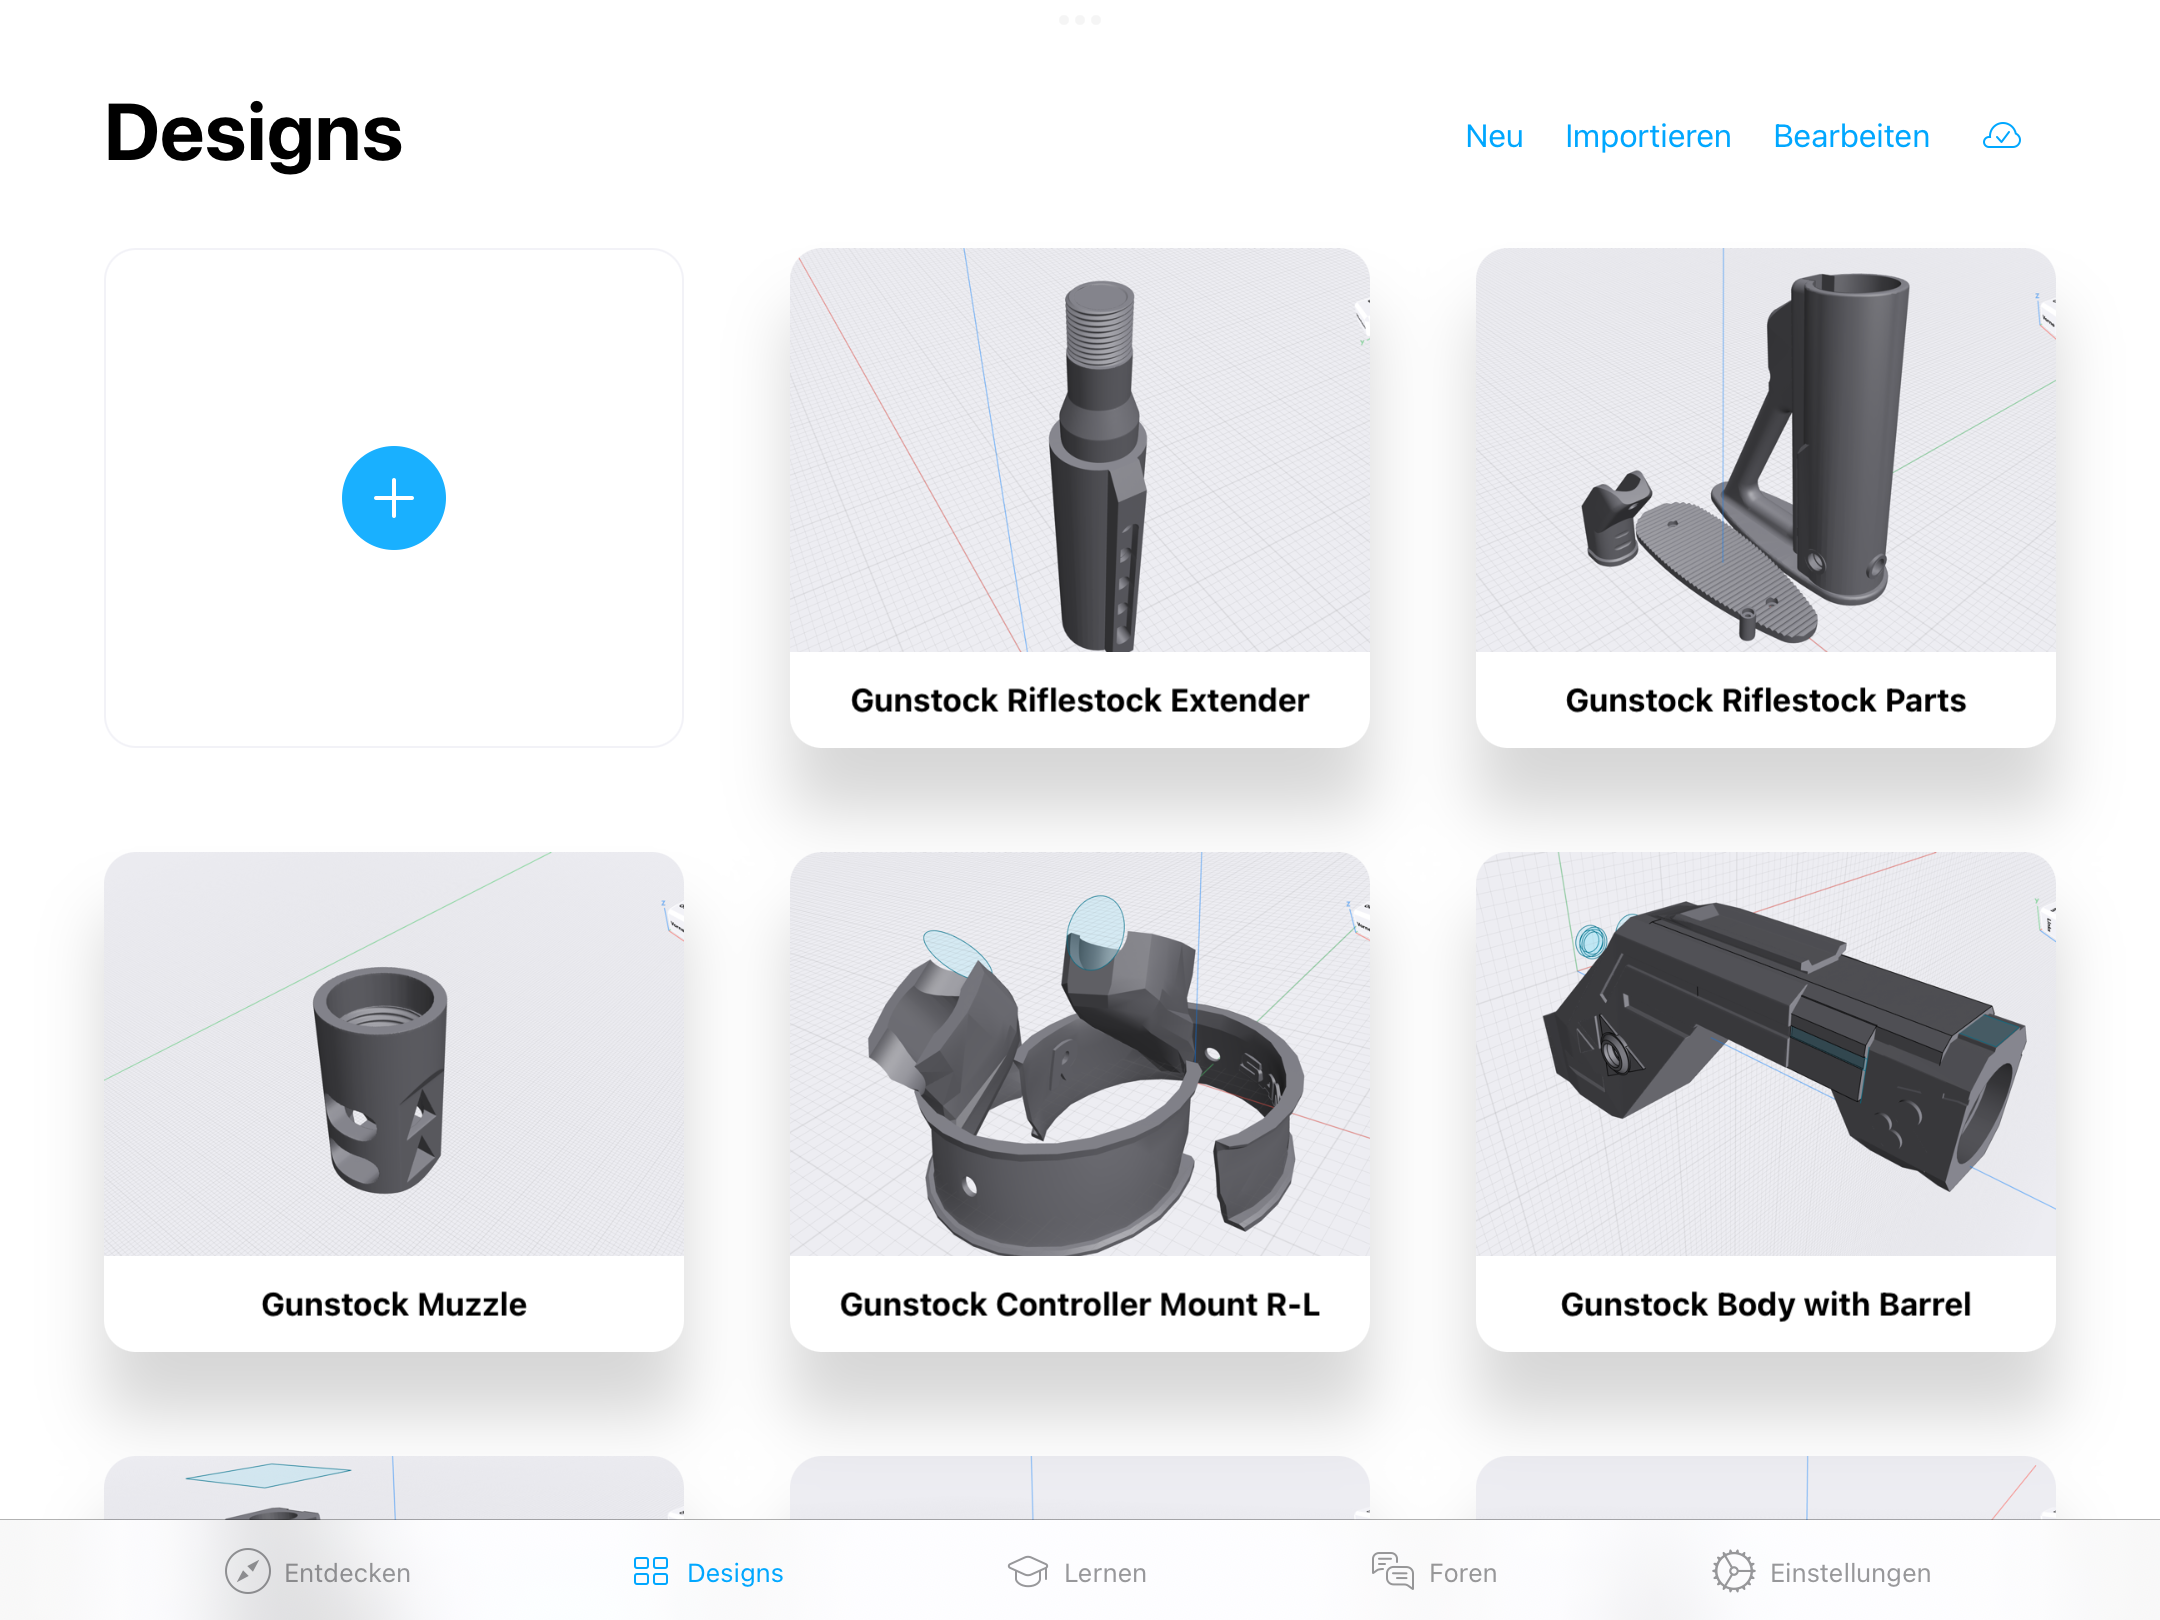 Designs
Neu
Importieren
Bearbeiten
Gunstock Riflestock Extender
Gunstock Riflestock Parts
Gunstock Muzzle
Gunstock Controller Mount R-L
Gunstock Body with Barrel
Entdecken
Designs
Lernen
Foren
Einstellungen